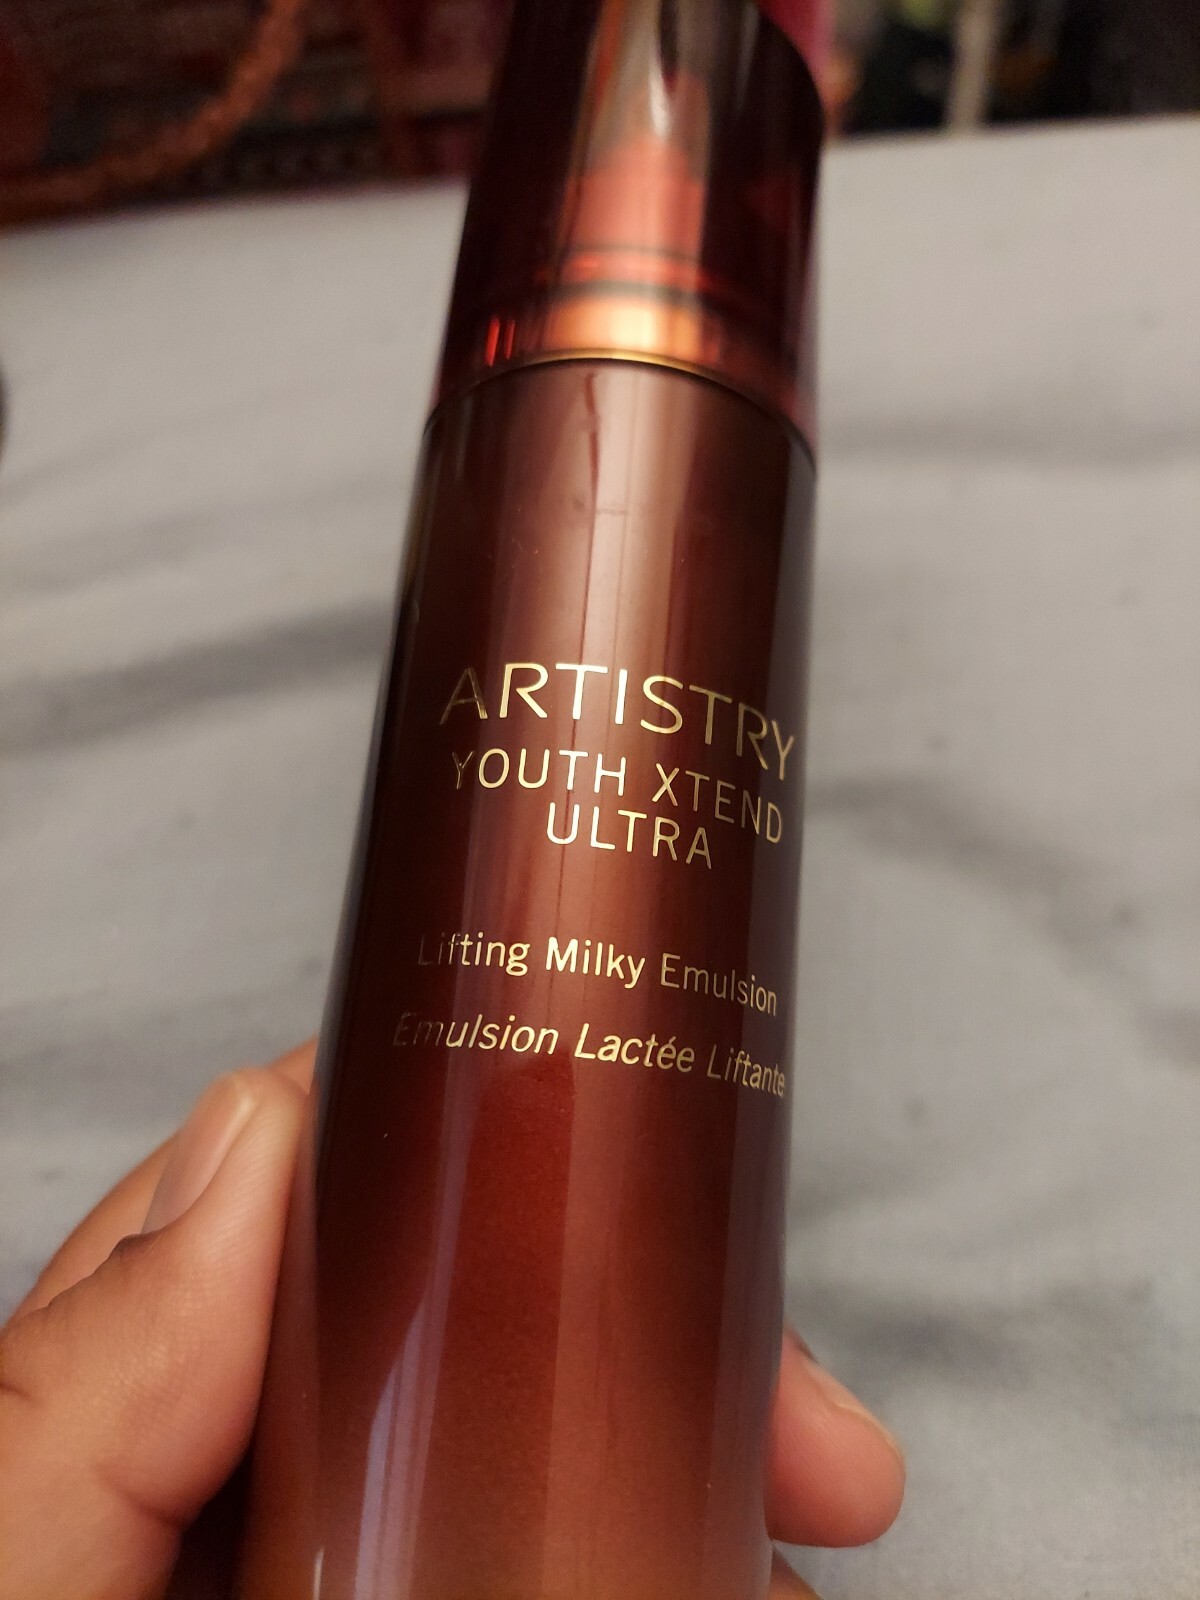 ARTISTRY
YOUTH XTEND
ULTRA
Lifting Milky Emulsion
Emulsion Lactée Liftante